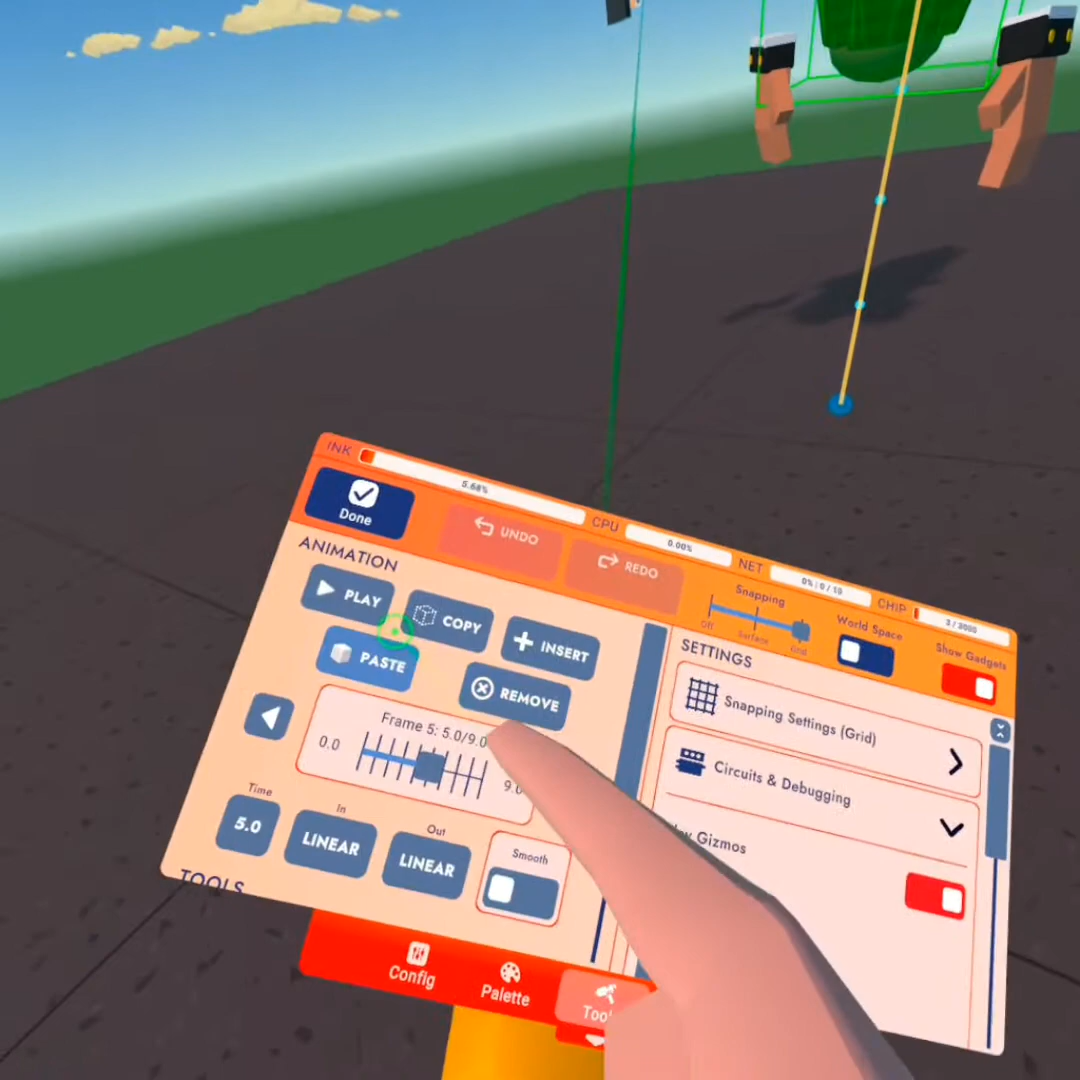 INK
5.68%
CPU
0.00%
NET
0% | 0 / 10
CHIP
3 / 3000
Done
UNDO
REDO
Snapping
Off
Surface
Grid
World Space
Show Gadgets
ANIMATION
PLAY
COPY
INSERT
PASTE
REMOVE
Frame 5: 5.0/9.0
0.0
9.0
Time
5.0
In
LINEAR
Out
LINEAR
Smooth
TOOLS
SETTINGS
Snapping Settings (Grid)
Circuits & Debugging
Gizmos
Config
Palette